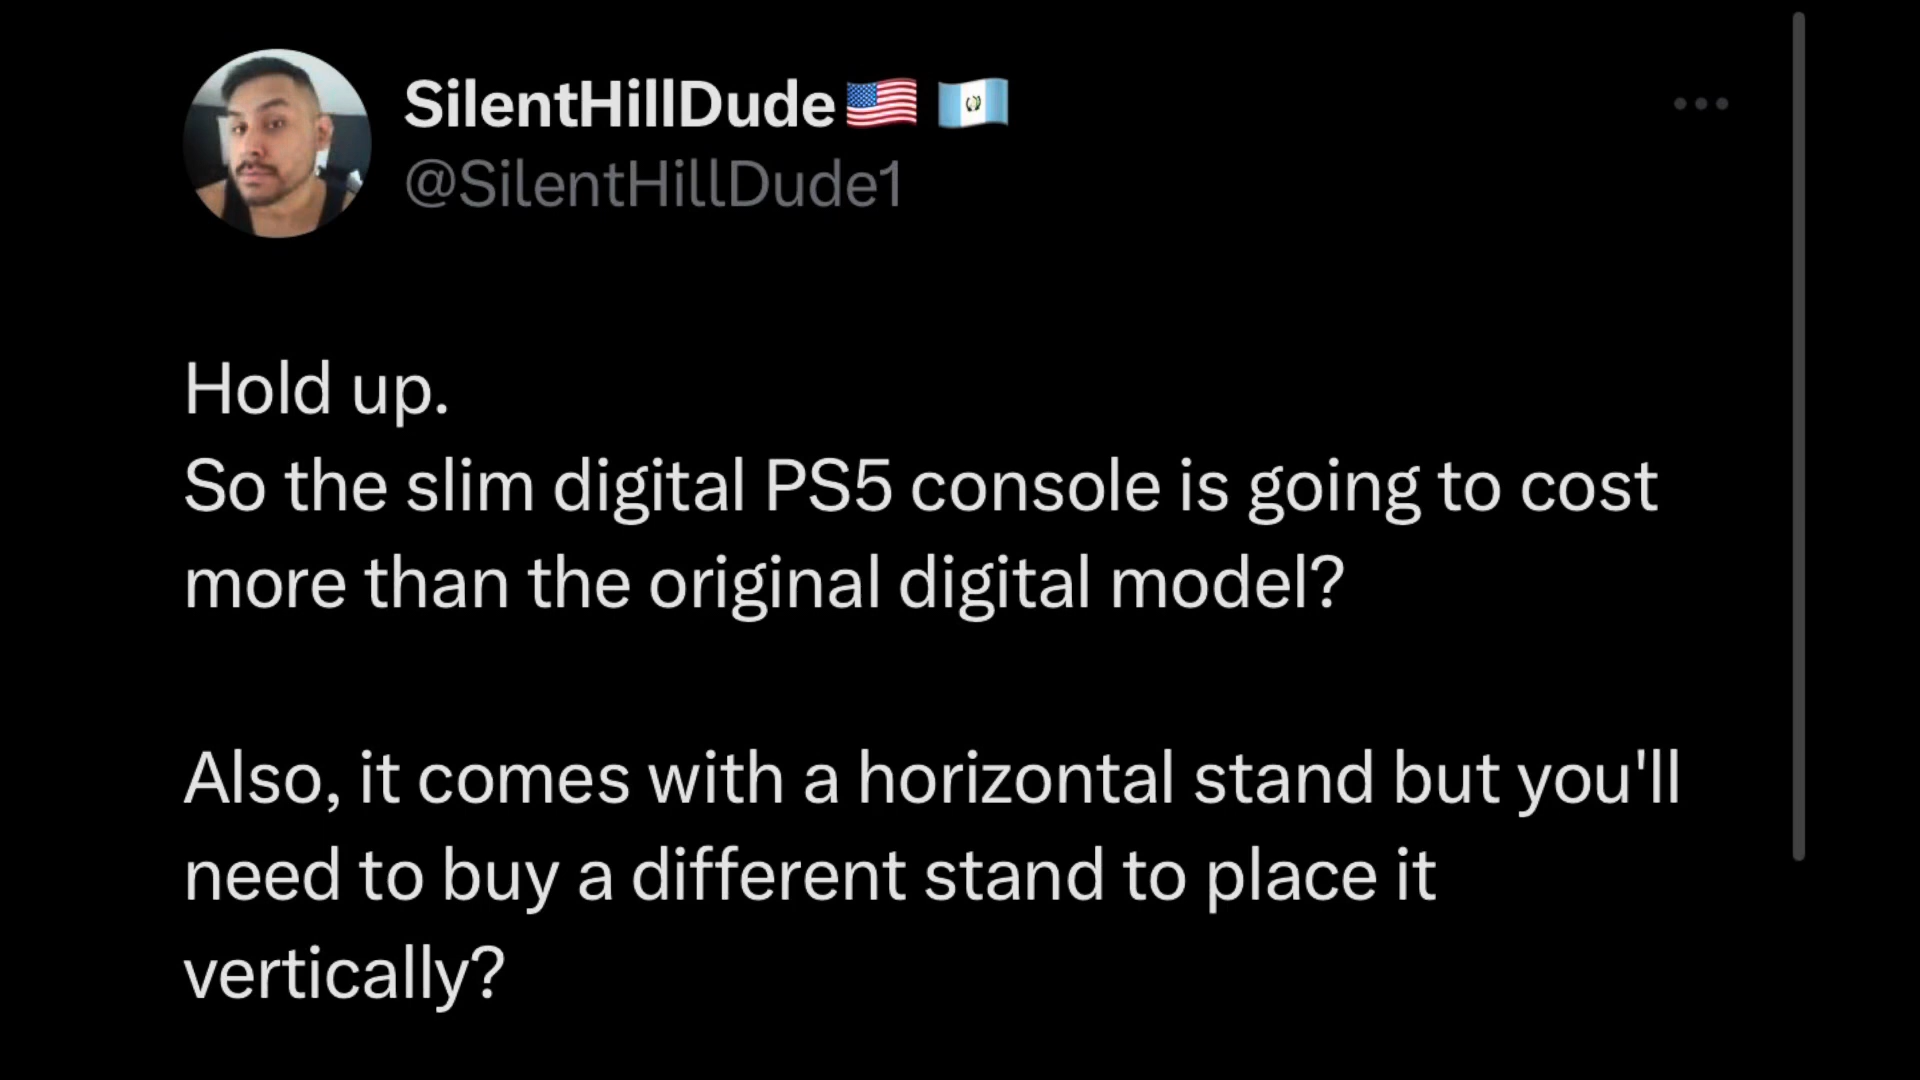 SilentHillDude🇺🇸 🇬🇹
@SilentHillDude1
Hold up.
So the slim digital PS5 console is going to cost
more than the original digital model?
Also, it comes with a horizontal stand but you'll
need to buy a different stand to place it
vertically?